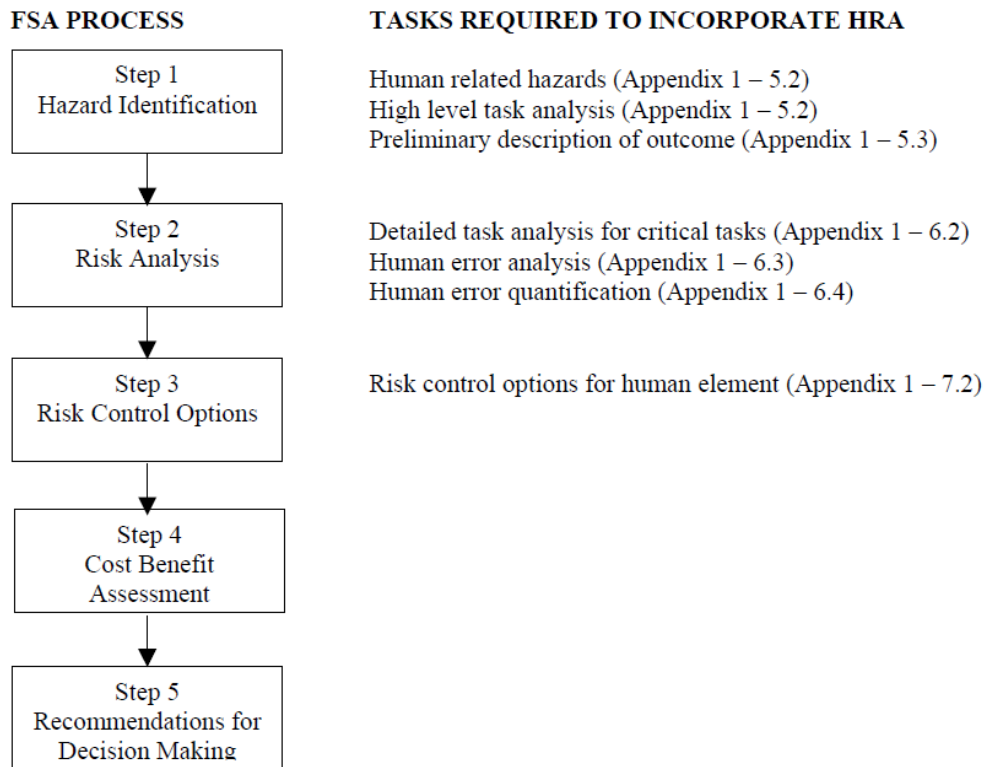 FSA PROCESS
TASKS REQUIRED TO INCORPORATE HRA
Step 1
Hazard Identification
Human related hazards (Appendix 1 – 5.2)
High level task analysis (Appendix 1 – 5.2)
Preliminary description of outcome (Appendix 1 – 5.3)
Step 2
Risk Analysis
Detailed task analysis for critical tasks (Appendix 1 – 6.2)
Human error analysis (Appendix 1 – 6.3)
Human error quantification (Appendix 1 – 6.4)
Step 3
Risk Control Options
Risk control options for human element (Appendix 1 – 7.2)
Step 4
Cost Benefit
Assessment
Step 5
Recommendations for
Decision Making